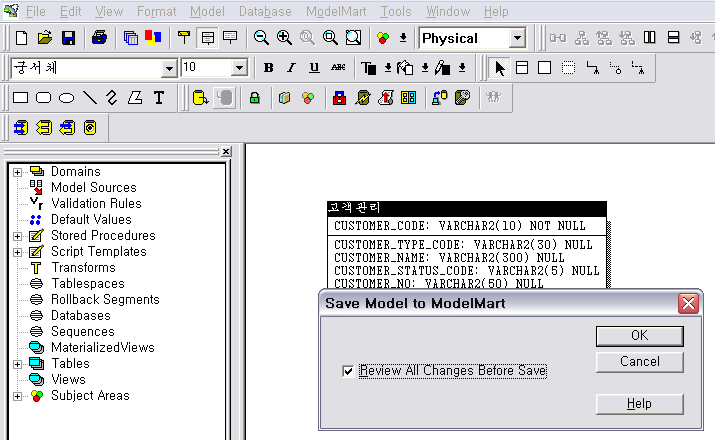 File Edit View Format Model Database ModelMart Tools Window Help
Physical
궁서체 10 B I U ABC T
T
Domains
Model Sources
Validation Rules
Default Values
Stored Procedures
Script Templates
Transforms
Tablespaces
Rollback Segments
Databases
Sequences
MaterializedViews
Tables
Views
Subject Areas
고객관리
CUSTOMER_CODE: VARCHAR2(10) NOT NULL
CUSTOMER_TYPE_CODE: VARCHAR2(30) NULL
CUSTOMER_NAME: VARCHAR2(300) NULL
CUSTOMER_STATUS_CODE: VARCHAR2(5) NULL
CUSTOMER_NO: VARCHAR2(50) NULL
Save Model to ModelMart
OK
Review All Changes Before Save
Cancel
Help